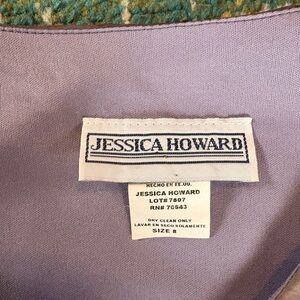 JESSICA HOWARD
HECHO EN EE.UU.
JESSICA HOWARD
LOT# 7807
RN# 76643
DRY CLEAN ONLY
LAVAR EN SECO SOLAMENTE
SIZE 8